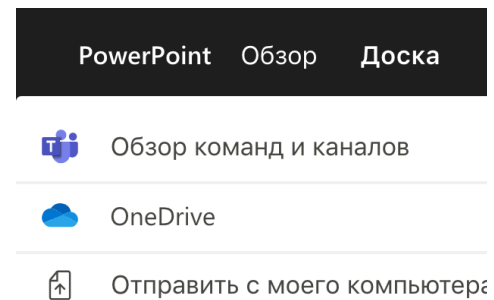 PowerPoint Обзор Доска
Обзор команд и каналов
OneDrive
Отправить с моего компьютера